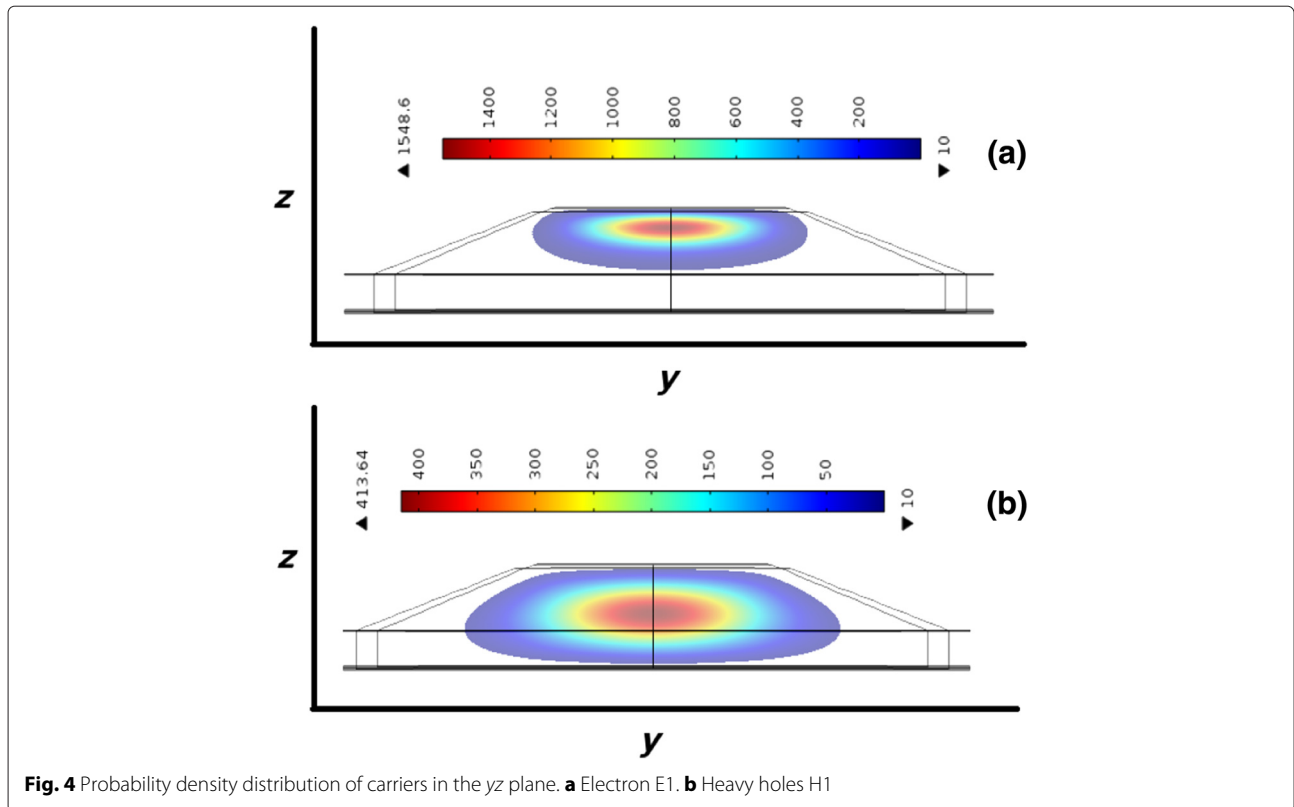 ▲ 1548.6
1400
1200
1000
800
600
400
200
▼ 10
(a)
z
y
▲ 413.64
400
350
300
250
200
150
100
50
▼ 10
(b)
z
y
Fig. 4 Probability density distribution of carriers in the yz plane. a Electron E1. b Heavy holes H1